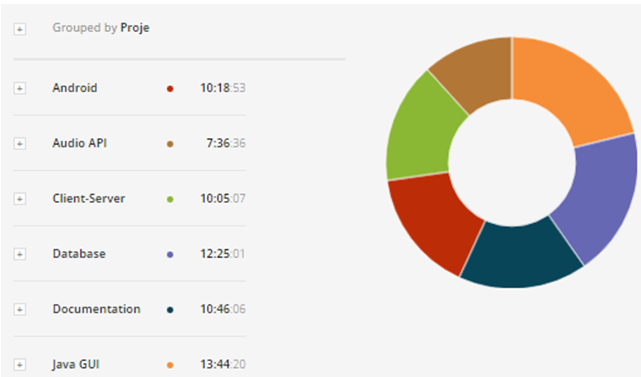 Grouped by Proje
Android 10:18:53
Audio API 7:36:36
Client-Server 10:05:07
Database 12:25:01
Documentation 10:46:06
Java GUI 13:44:20